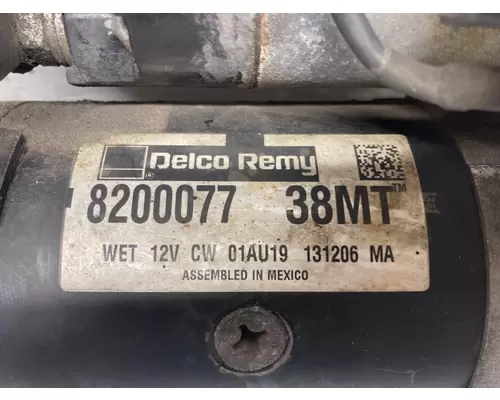 Delco Remy
®
8200077 38MT™
WET 12V CW 01AU19 131206 MA
ASSEMBLED IN MEXICO